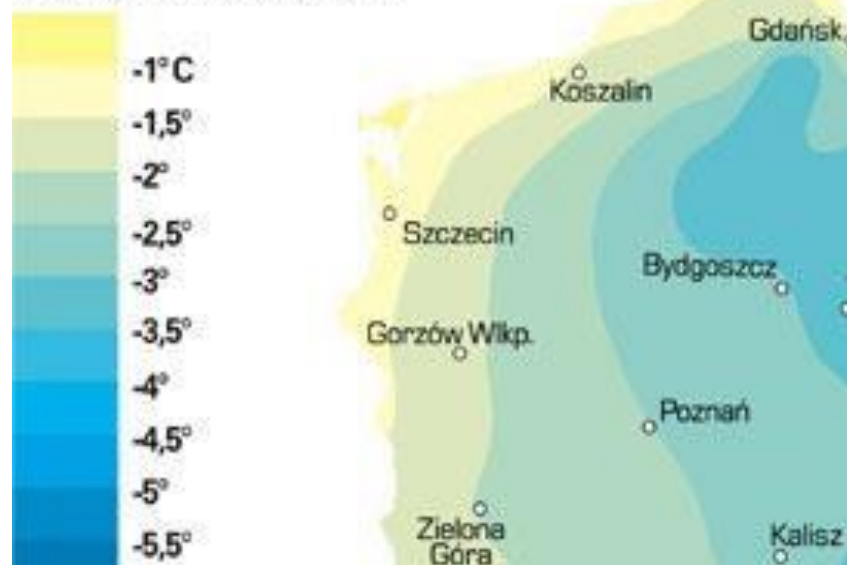 -1°C
-1,5°
-2°
-2,5°
-3°
-3,5°
-4°
-4,5°
-5°
-5,5°
Gdańsk
Koszalin
Szczecin
Bydgoszcz
Gorzów Wlkp.
Poznań
Zielona
Góra
Kalisz